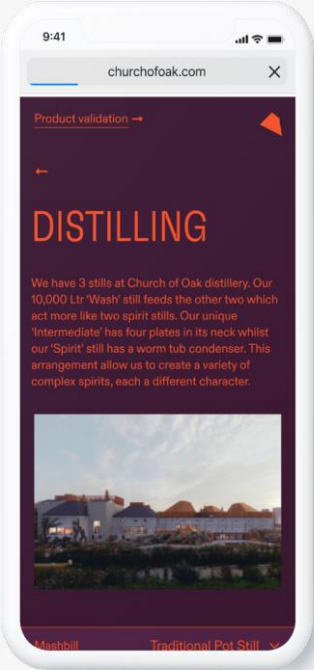 9:41
churchofoak.com
Product validation →
←
DISTILLING
We have 3 stills at Church of Oak distillery. Our
10,000 Ltr ‘Wash’ still feeds the other two which
act more like two spirit stills. Our unique
‘Intermediate’ has four plates in its neck whilst
our ‘Spirit’ still has a worm tub condenser. This
arrangement allow us to create a variety of
complex spirits, each a different character.
Mashbill Traditional Pot Still